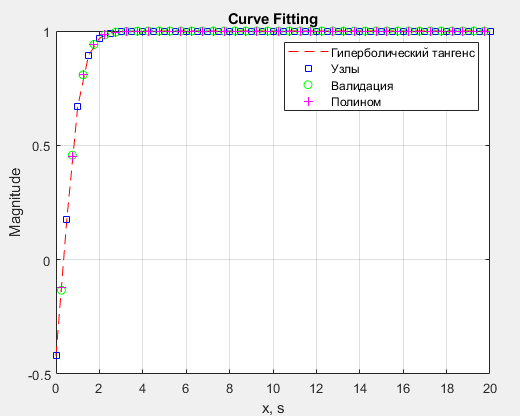 Curve Fitting
Гиперболический тангенс
Узлы
Валидация
Полином
1
0.5
0
-0.5
Magnitude
0 2 4 6 8 10 12 14 16 18 20
x, s